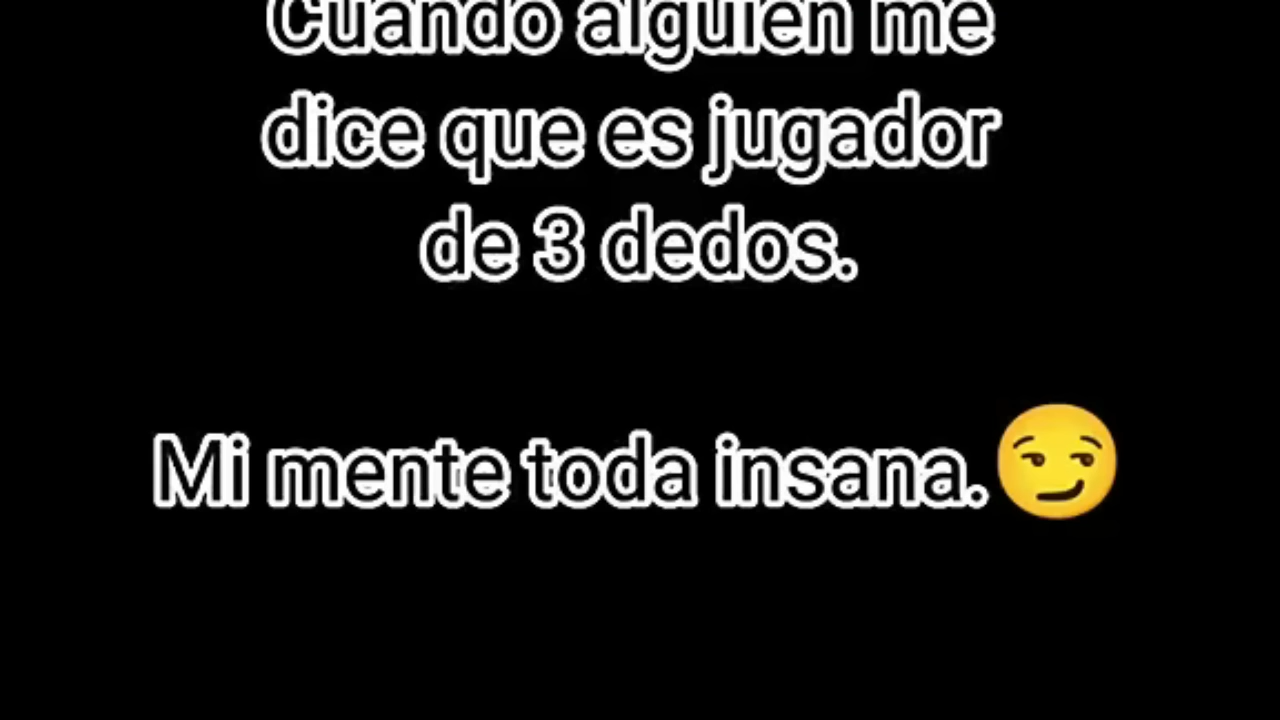 Cuando alguien me
dice que es jugador
de 3 dedos.
Mi mente toda insana.😏